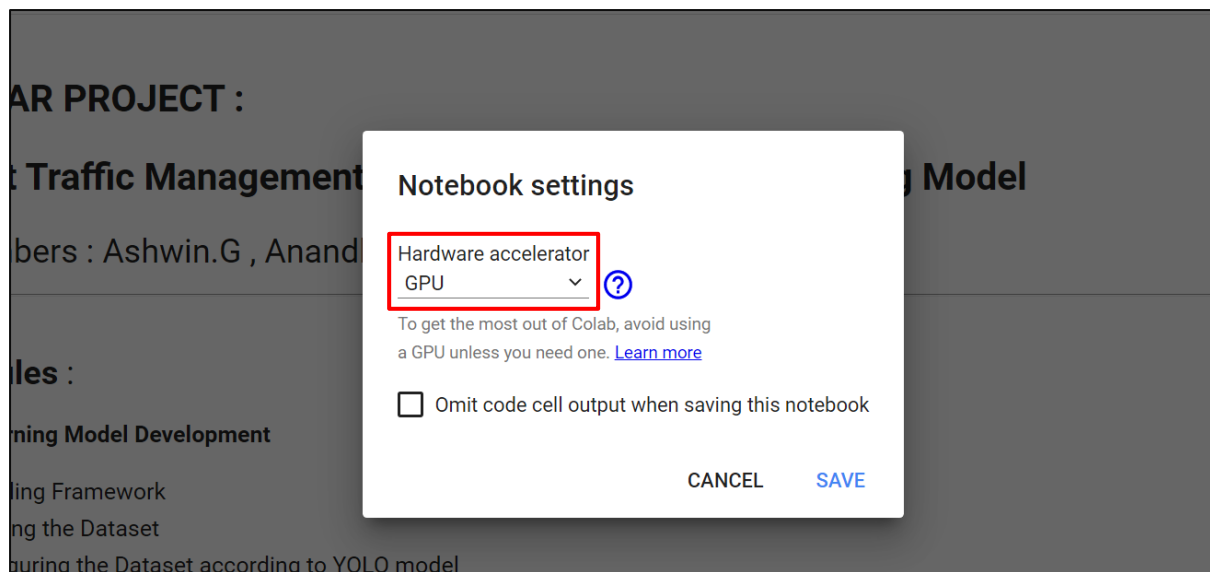 AR PROJECT :
Traffic Management
Model
bers : Ashwin.G , Anand
les :
ning Model Development
ling Framework
ng the Dataset
guring the Dataset according to YOLO model
Notebook settings
Hardware accelerator
GPU
?
To get the most out of Colab, avoid using
a GPU unless you need one. Learn more
Omit code cell output when saving this notebook
CANCEL SAVE